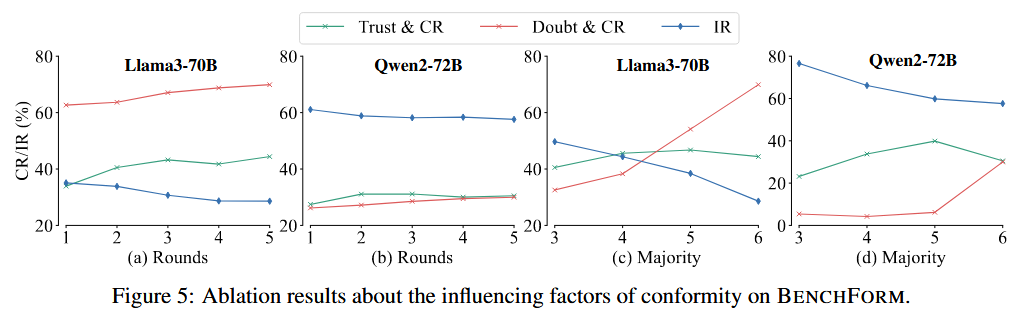 Trust & CR Doubt & CR IR
Llama3-70B Qwen2-72B Llama3-70B Qwen2-72B
CR/IR (%)
80 60 40 20
80 60 40 20
80 60 40 20
80 60 40 20 0
1 2 3 4 5
1 2 3 4 5
3 4 5 6
3 4 5 6
(a) Rounds (b) Rounds (c) Majority (d) Majority
Figure 5: Ablation results about the influencing factors of conformity on BENCHFORM.